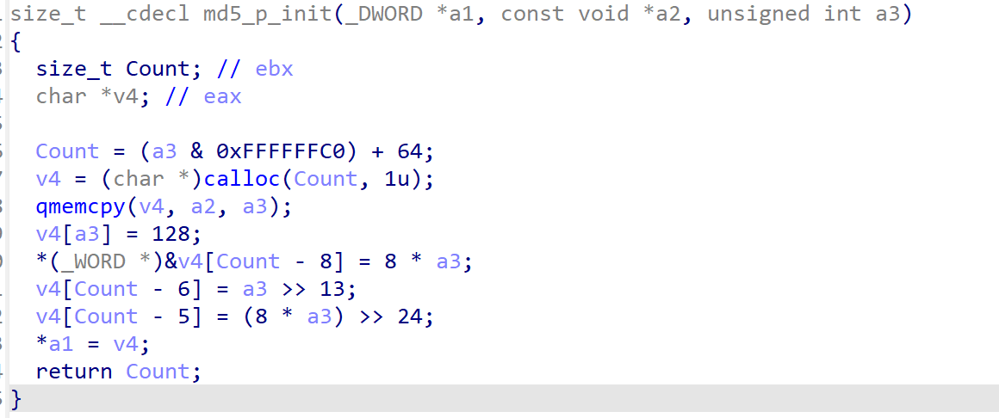 size_t __cdecl md5_p_init(_DWORD *a1, const void *a2, unsigned int a3)
{
  size_t Count; // ebx
  char *v4; // eax

  Count = (a3 & 0xFFFFFFC0) + 64;
  v4 = (char *)calloc(Count, 1u);
  qmemcpy(v4, a2, a3);
  v4[a3] = 128;
  *(_WORD *)&v4[Count - 8] = 8 * a3;
  v4[Count - 6] = a3 >> 13;
  v4[Count - 5] = (8 * a3) >> 24;
  *a1 = v4;
  return Count;
}